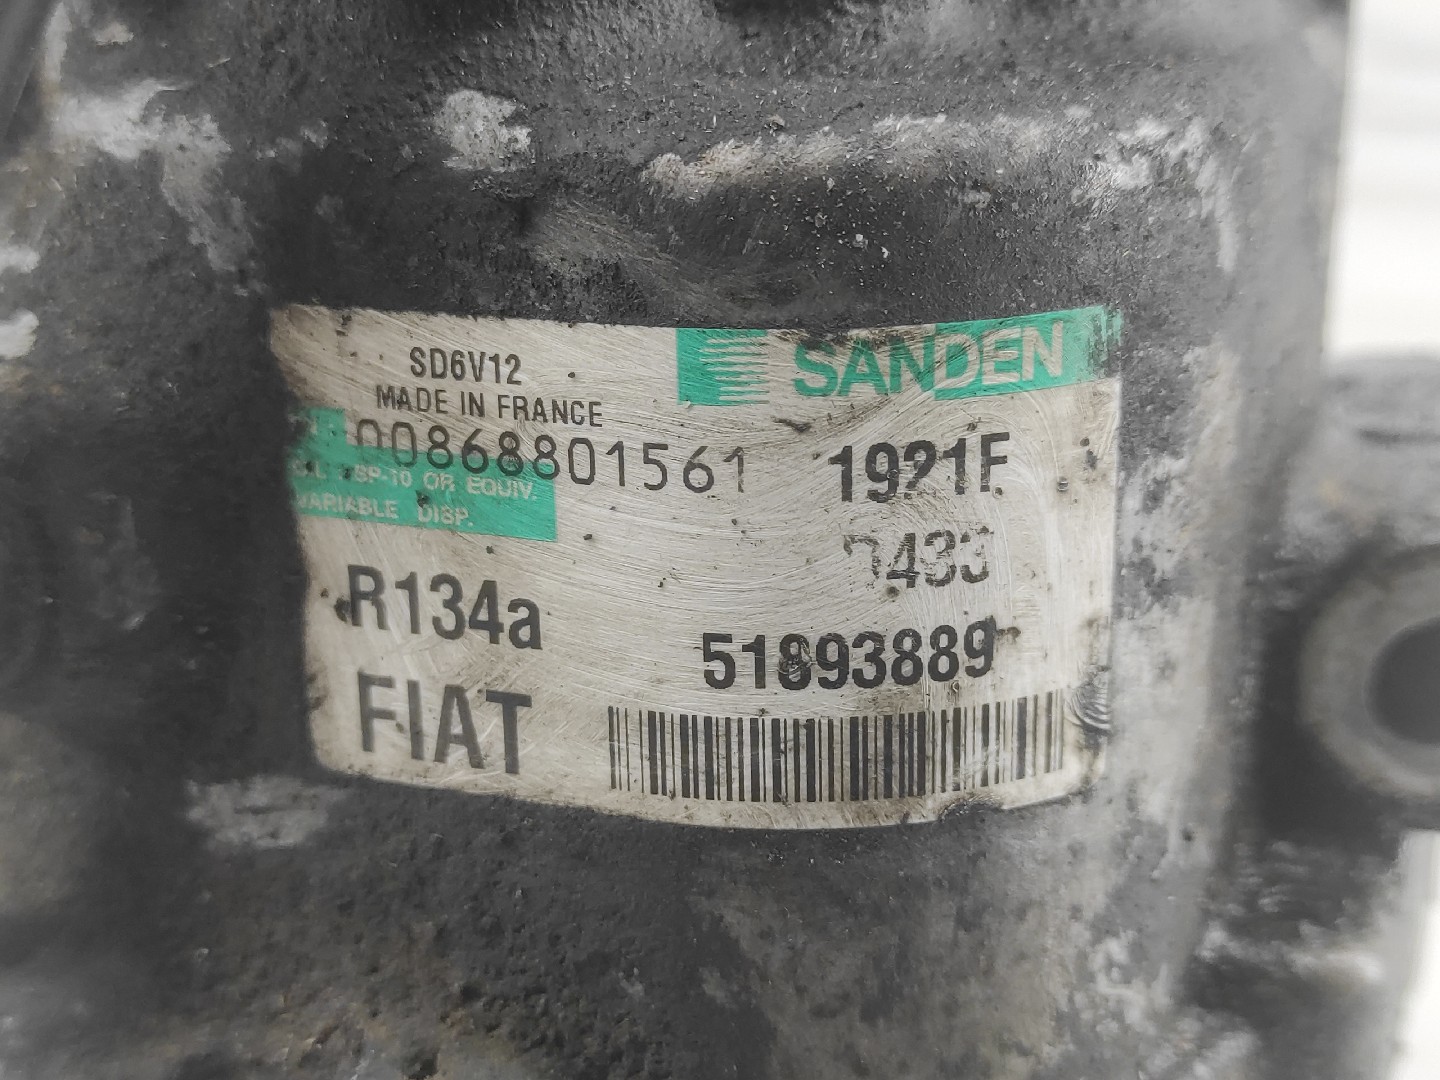 SANDEN
SD6V12
MADE IN FRANCE
00868801561
1921F
SP-10 OR EQUIV.
VARIABLE DISP.
R134a
51893889
FIAT